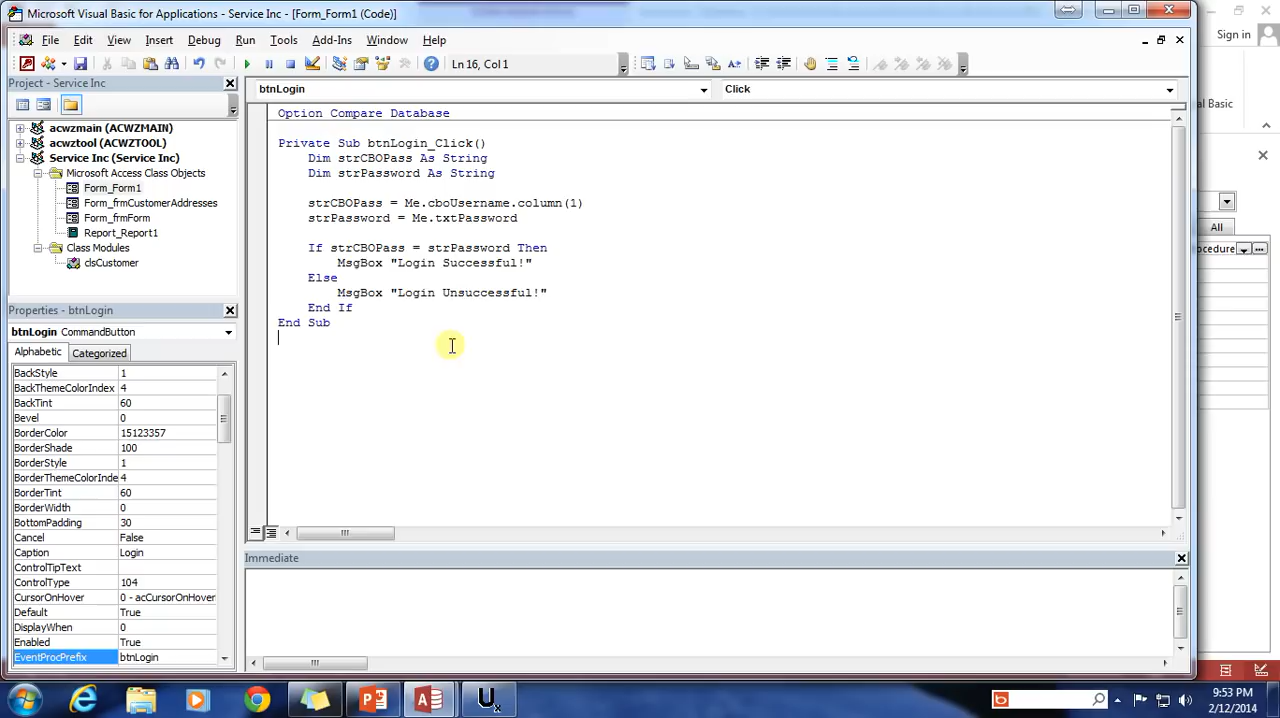 Microsoft Visual Basic for Applications - Service Inc - [Form_Form1 (Code)]
Sign in
File Edit View Insert Debug Run Tools Add-Ins Window Help
Ln 16, Col 1
Project - Service Inc
btnLogin
Click
Basic
acwzmain (ACWZMAIN)
acwztool (ACWZTOOL)
Service Inc (Service Inc)
Microsoft Access Class Objects
Form_Form1
Form_frmCustomerAddresses
Form_frmForm
Report_Report1
Class Modules
clsCustomer
Option Compare Database
Private Sub btnLogin_Click()
Dim strCBOPass As String
Dim strPassword As String
strCBOPass = Me.cboUsername.column(1)
strPassword = Me.txtPassword
If strCBOPass = strPassword Then
MsgBox "Login Successful!"
Else
MsgBox "Login Unsuccessful!"
End If
End Sub
All
ocedure
Properties - btnLogin
btnLogin CommandButton
Alphabetic Categorized
BackStyle 1
BackThemeColorIndex 4
BackTint 60
Bevel 0
BorderColor 15123357
BorderShade 100
BorderStyle 1
BorderThemeColorInde 4
BorderTint 60
BorderWidth 0
BottomPadding 30
Cancel False
Caption Login
ControlTipText
ControlType 104
CursorOnHover 0 - acCursorOnHover
Default True
DisplayWhen 0
Enabled True
EventProcPrefix btnLogin
Immediate
9:53 PM
2/12/2014